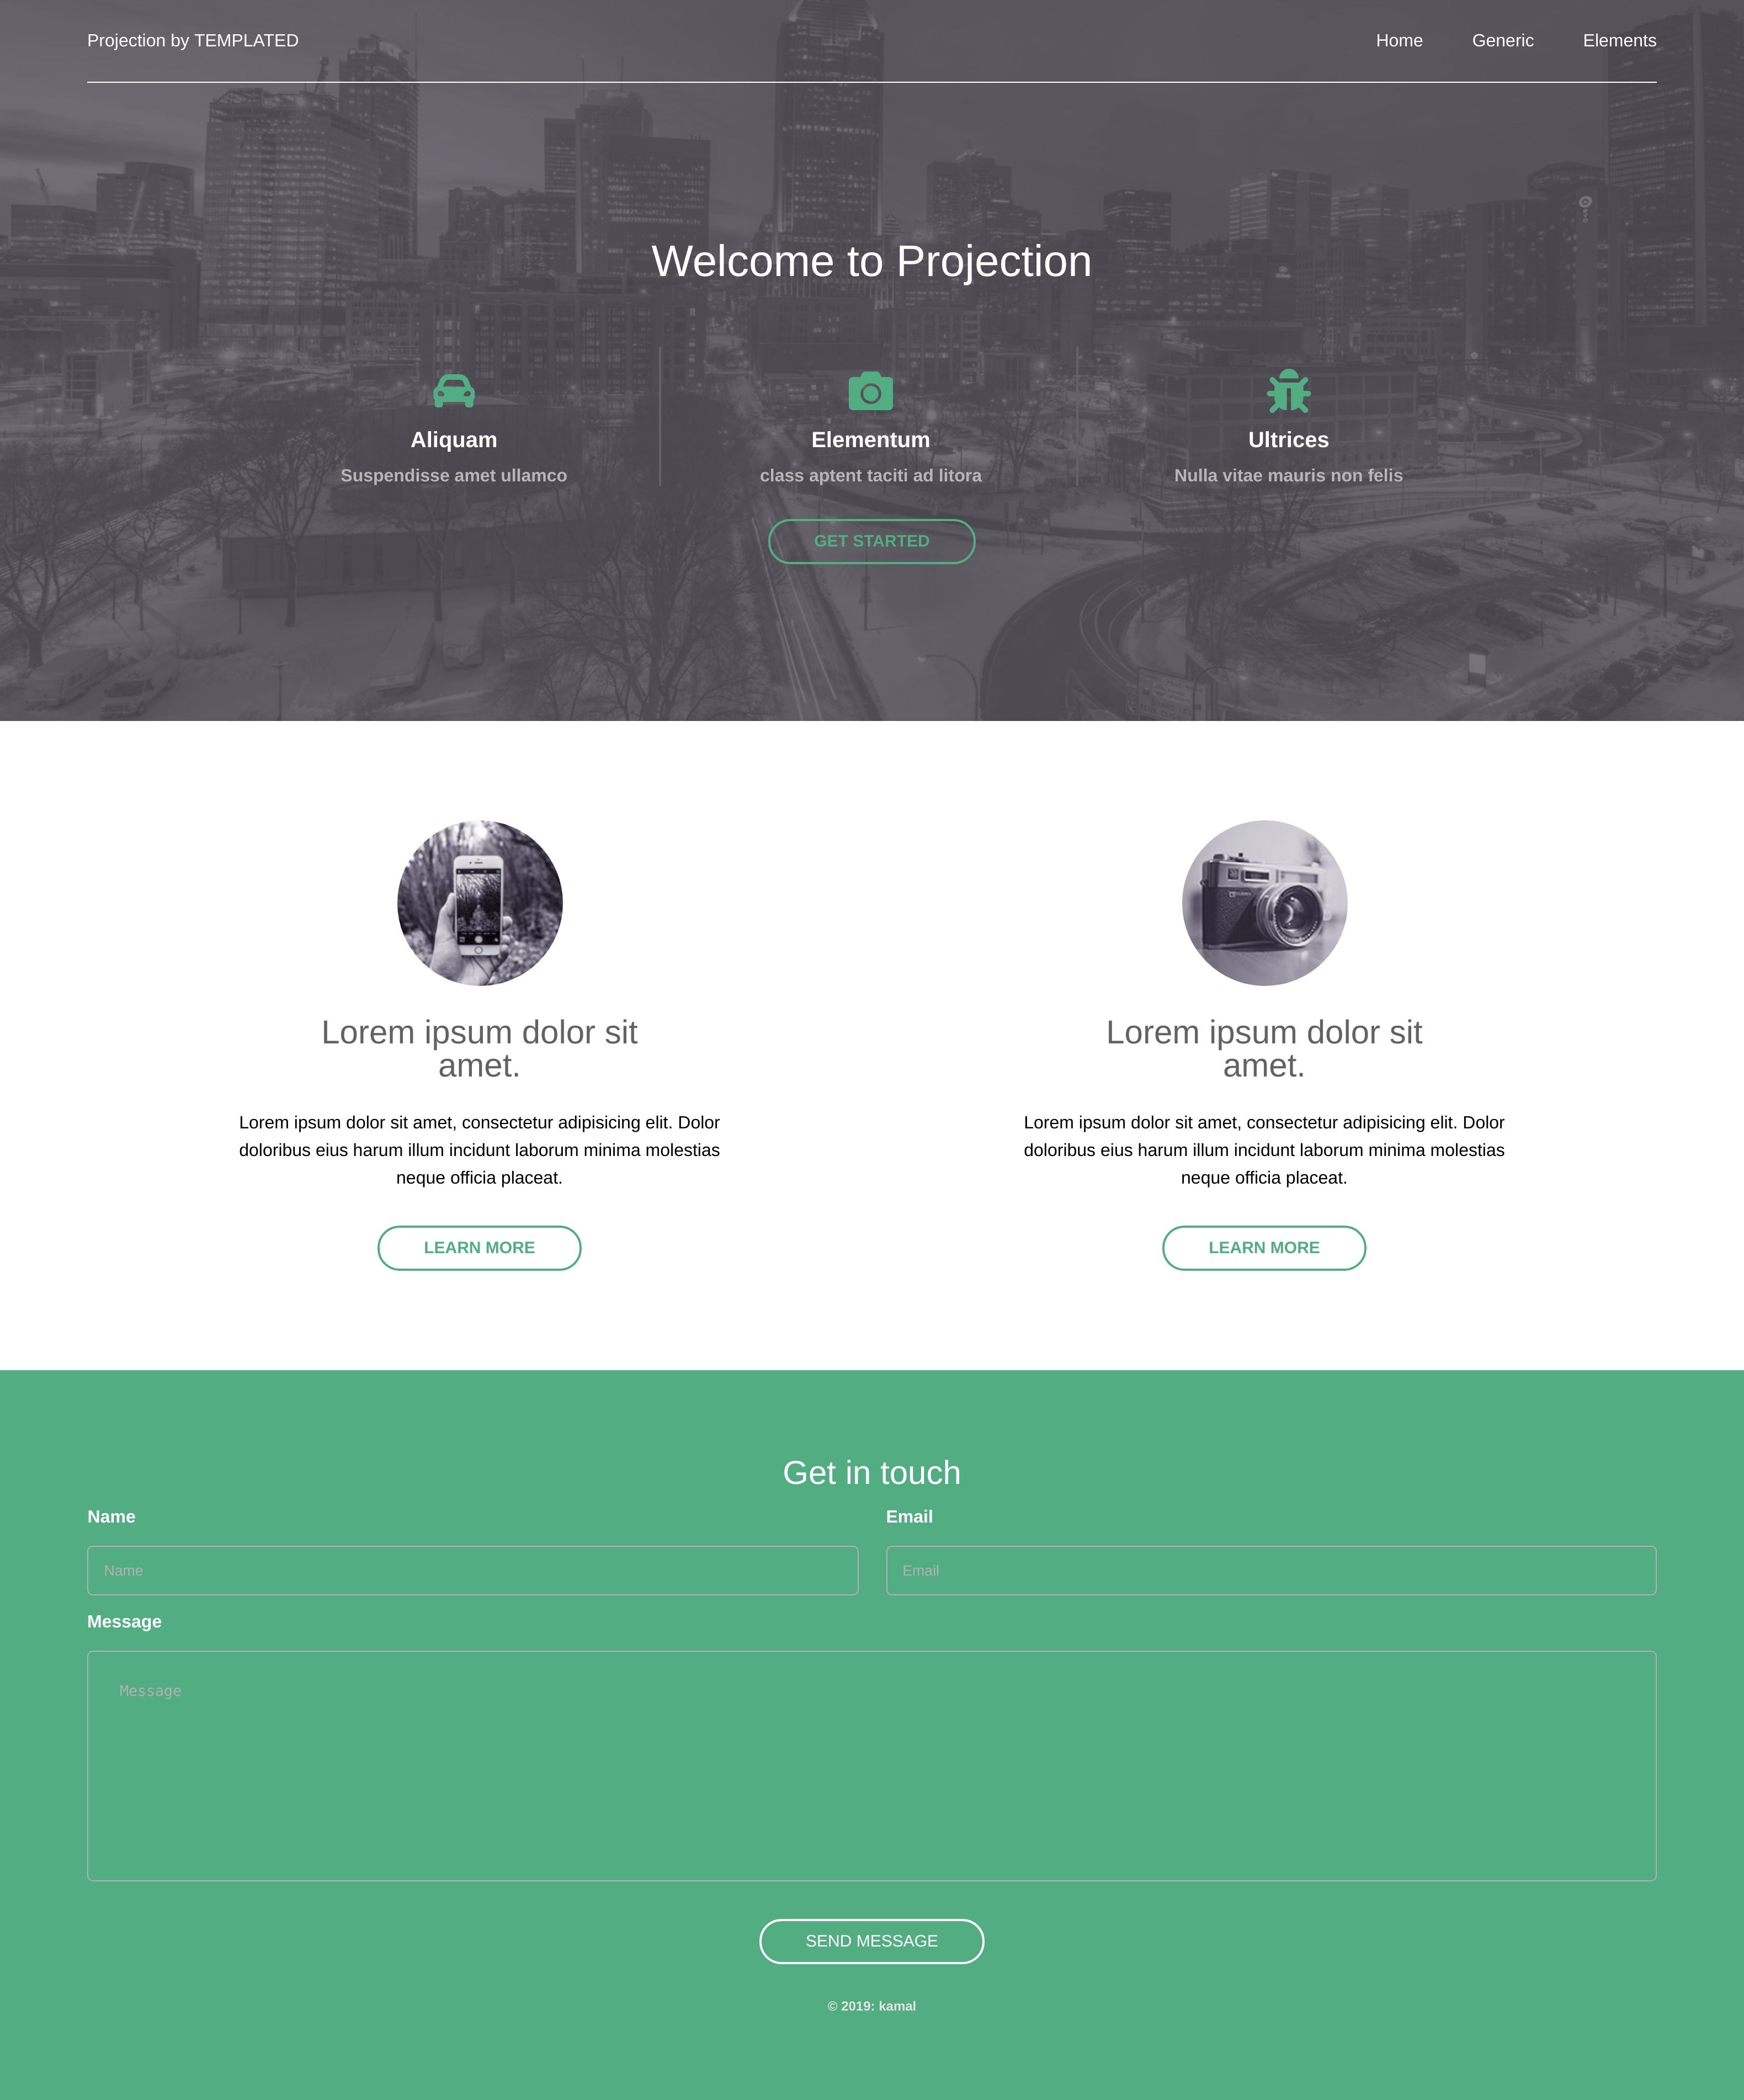 Projection by TEMPLATED
Home Generic Elements
Welcome to Projection
Aliquam
Suspendisse amet ullamco
Elementum
class aptent taciti ad litora
Ultrices
Nulla vitae mauris non felis
GET STARTED
Lorem ipsum dolor sit
amet.
Lorem ipsum dolor sit amet, consectetur adipisicing elit. Dolor
doloribus eius harum illum incidunt laborum minima molestias
neque officia placeat.
LEARN MORE
Lorem ipsum dolor sit
amet.
Lorem ipsum dolor sit amet, consectetur adipisicing elit. Dolor
doloribus eius harum illum incidunt laborum minima molestias
neque officia placeat.
LEARN MORE
Get in touch
Name
Name
Email
Email
Message
Message
SEND MESSAGE
© 2019: kamal